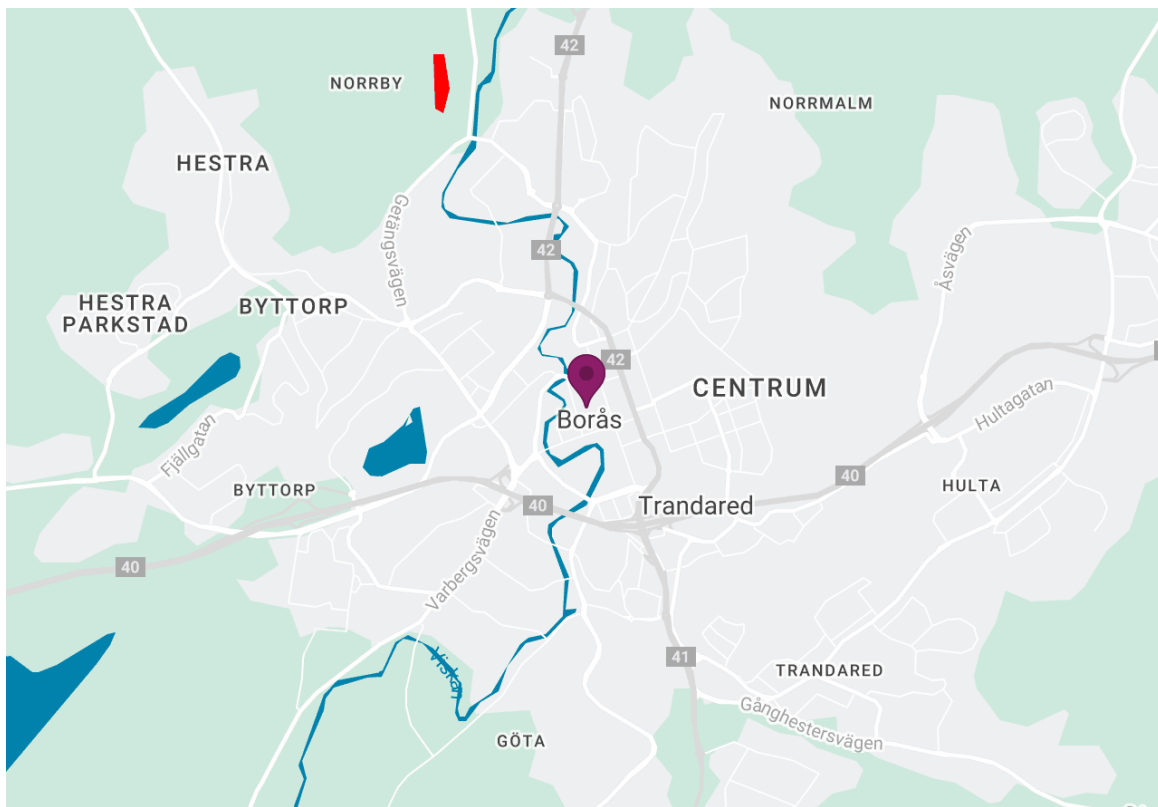 42
NORRBY
NORRMALM
HESTRA
Getängsvägen
42
Åsvägen
HESTRA
PARKSTAD
BYTTORP
42
CENTRUM
Hultagatan
Borås
Fjällgatan
40
BYTTORP
HULTA
40
Trandared
Varbergsvägen
40
41
Viskan
TRANDARED
Gånghestersvägen
GÖTA